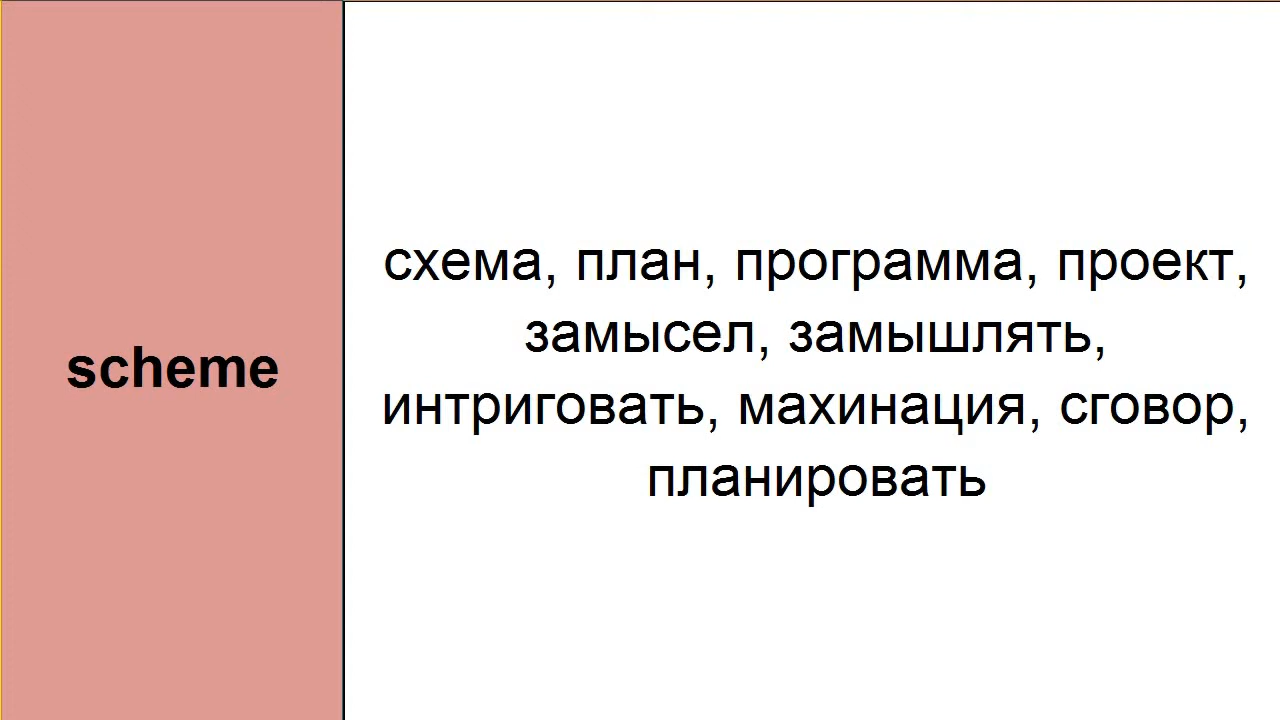 scheme
схема, план, программа, проект,
замысел, замышлять,
интриговать, махинация, сговор,
планировать